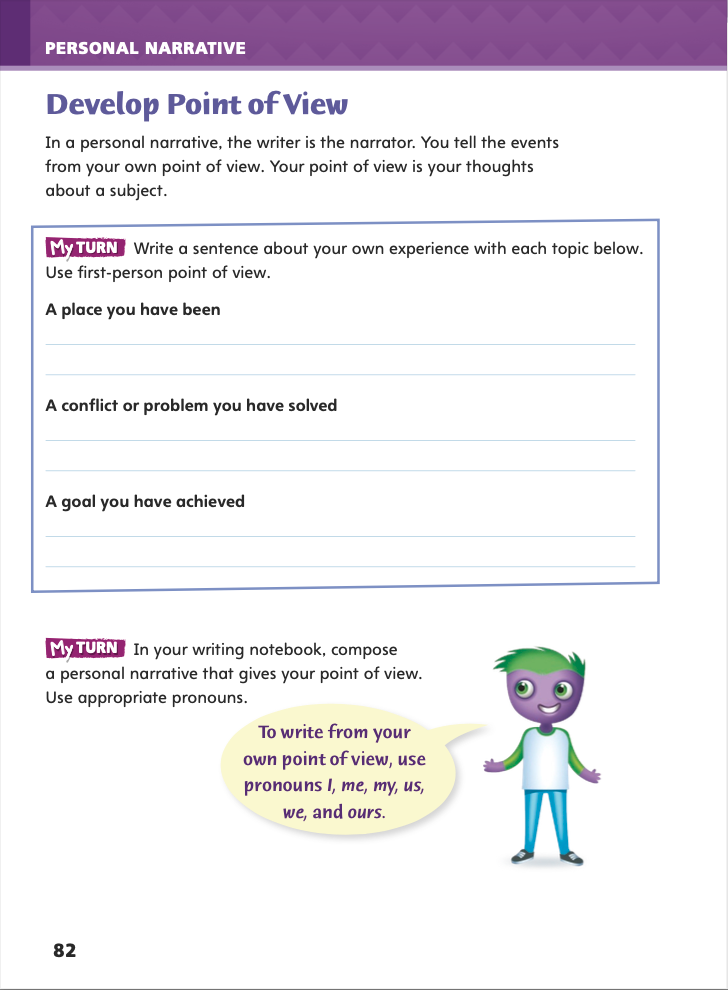 PERSONAL NARRATIVE
Develop Point of View
In a personal narrative, the writer is the narrator. You tell the events
from your own point of view. Your point of view is your thoughts
about a subject.
My TURN Write a sentence about your own experience with each topic below.
Use first-person point of view.
A place you have been
A conflict or problem you have solved
A goal you have achieved
My TURN In your writing notebook, compose
a personal narrative that gives your point of view.
Use appropriate pronouns.
To write from your
own point of view, use
pronouns I, me, my, us,
we, and ours.
82